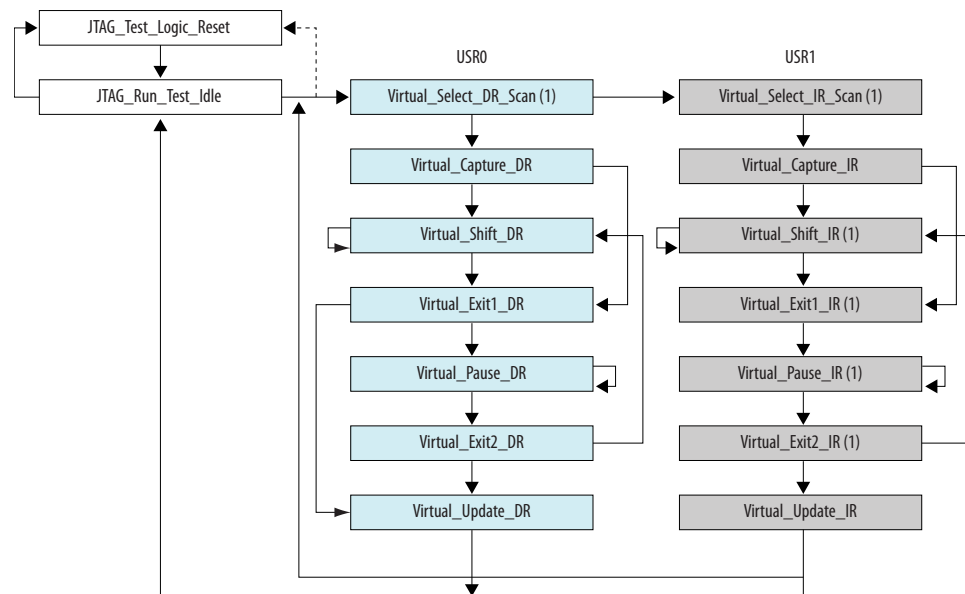 JTAG_Test_Logic_Reset
JTAG_Run_Test_Idle
USR0
Virtual_Select_DR_Scan (1)
Virtual_Capture_DR
Virtual_Shift_DR
Virtual_Exit1_DR
Virtual_Pause_DR
Virtual_Exit2_DR
Virtual_Update_DR
USR1
Virtual_Select_IR_Scan (1)
Virtual_Capture_IR
Virtual_Shift_IR (1)
Virtual_Exit1_IR (1)
Virtual_Pause_IR (1)
Virtual_Exit2_IR (1)
Virtual_Update_IR